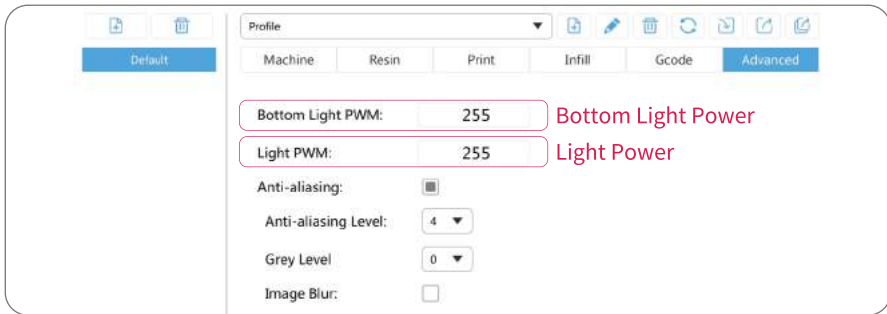 Profile
Default
Machine Resin Print Infill Gcode Advanced
Bottom Light PWM: 255 Bottom Light Power
Light PWM: 255 Light Power
Anti-aliasing:
Anti-aliasing Level: 4
Grey Level 0
Image Blur: